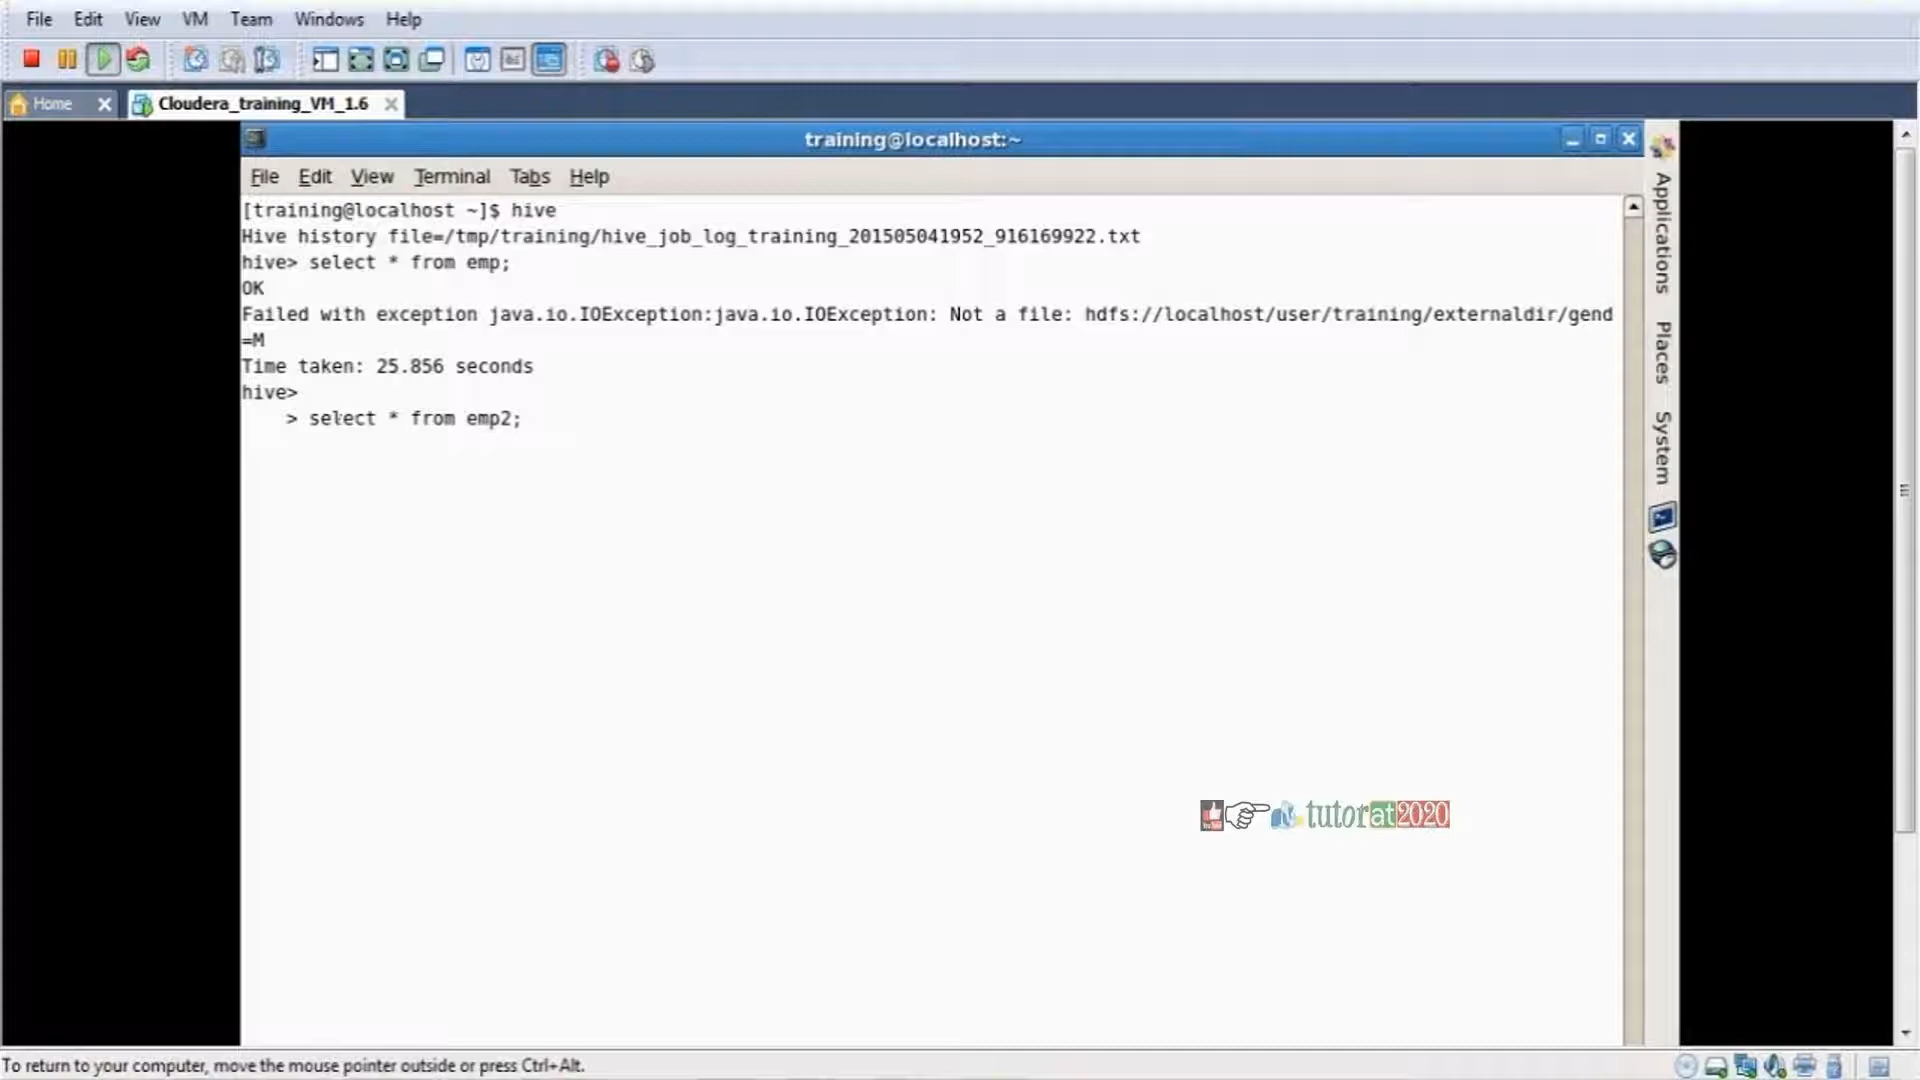 File Edit View VM Team Windows Help
Home Cloudera_training_VM_1.6
training@localhost:~
File Edit View Terminal Tabs Help
[training@localhost ~]$ hive
Hive history file=/tmp/training/hive_job_log_training_201505041952_916169922.txt
hive> select * from emp;
OK
Failed with exception java.io.IOException:java.io.IOException: Not a file: hdfs://localhost/user/training/externaldir/gend
=M
Time taken: 25.856 seconds
hive>
    > select * from emp2;
Applications
Places
System
tutorat2020
To return to your computer, move the mouse pointer outside or press Ctrl+Alt.